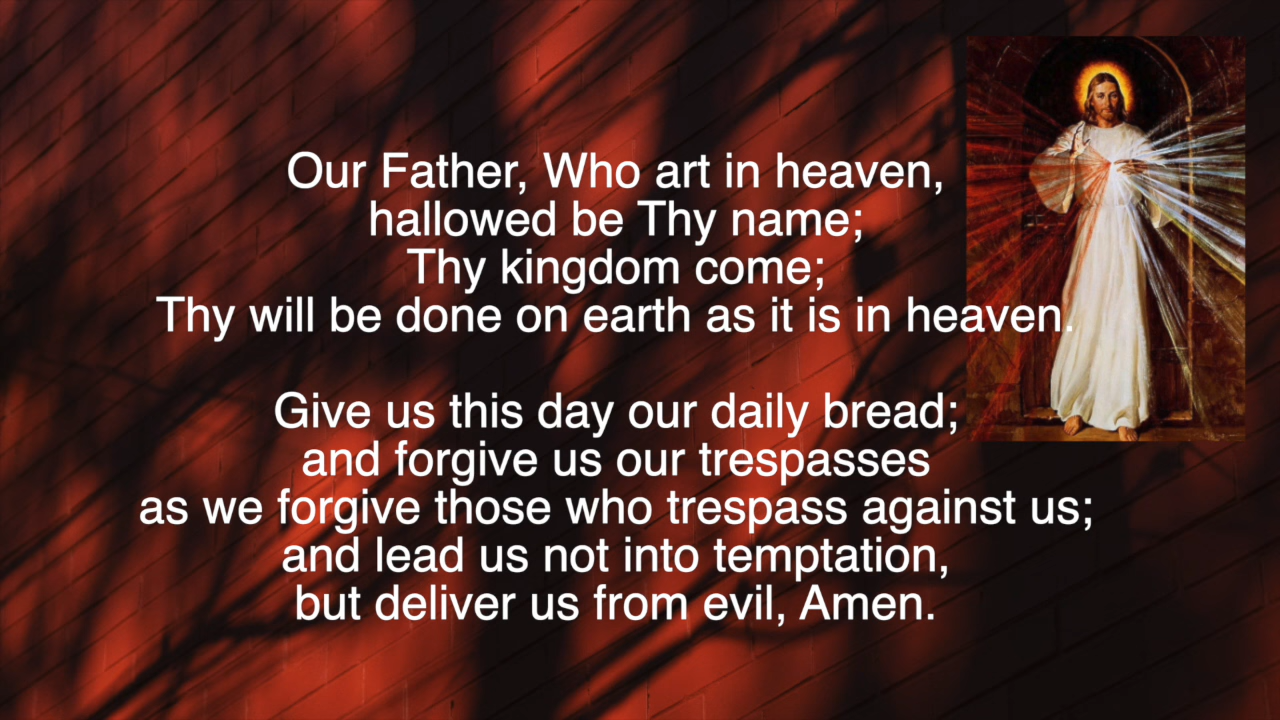 Our Father, Who art in heaven,
hallowed be Thy name;
Thy kingdom come;
Thy will be done on earth as it is in heaven.
Give us this day our daily bread;
and forgive us our trespasses
as we forgive those who trespass against us;
and lead us not into temptation,
but deliver us from evil, Amen.